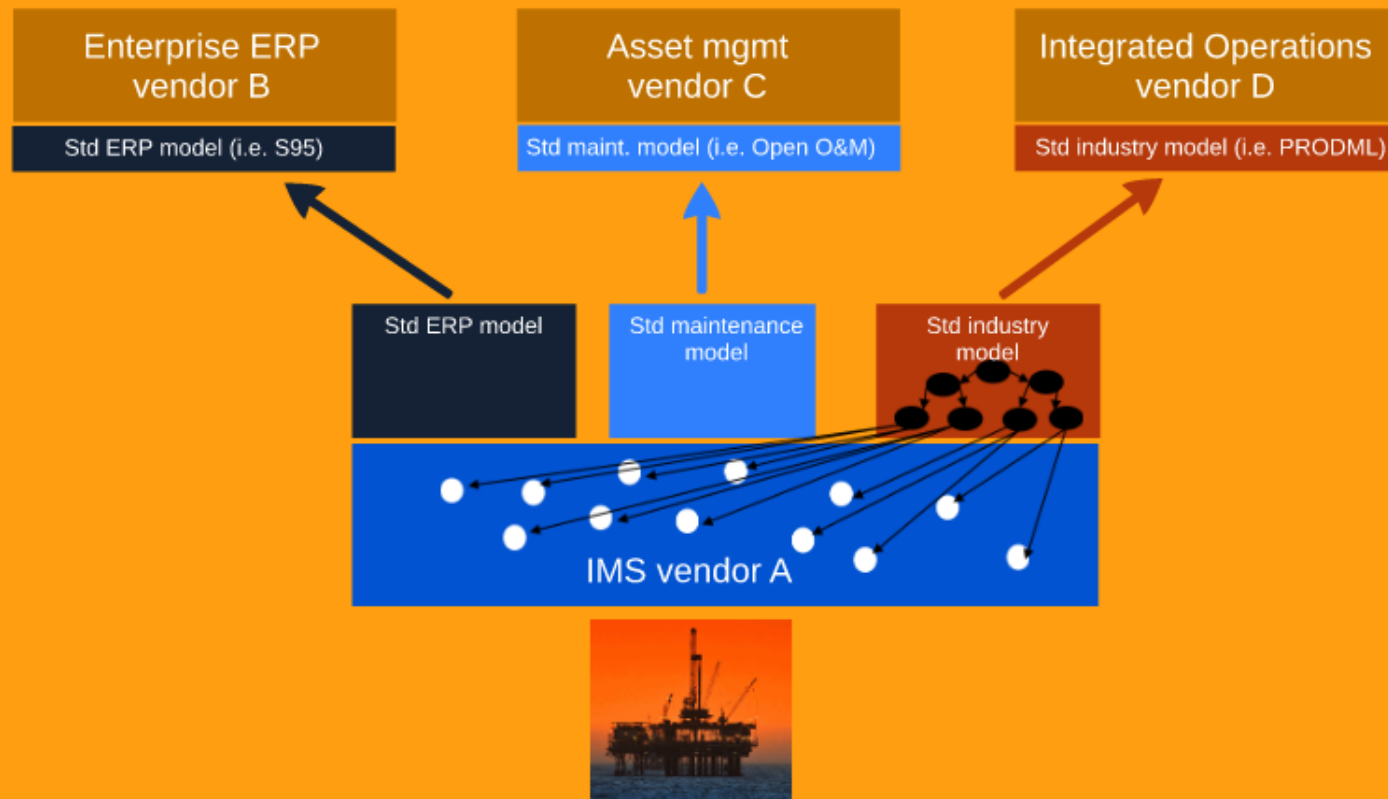 Enterprise ERP
vendor B
Asset mgmt
vendor C
Integrated Operations
vendor D
Std ERP model (i.e. S95)
Std maint. model (i.e. Open O&M)
Std industry model (i.e. PRODML)
Std ERP model
Std maintenance
model
Std industry
model
IMS vendor A